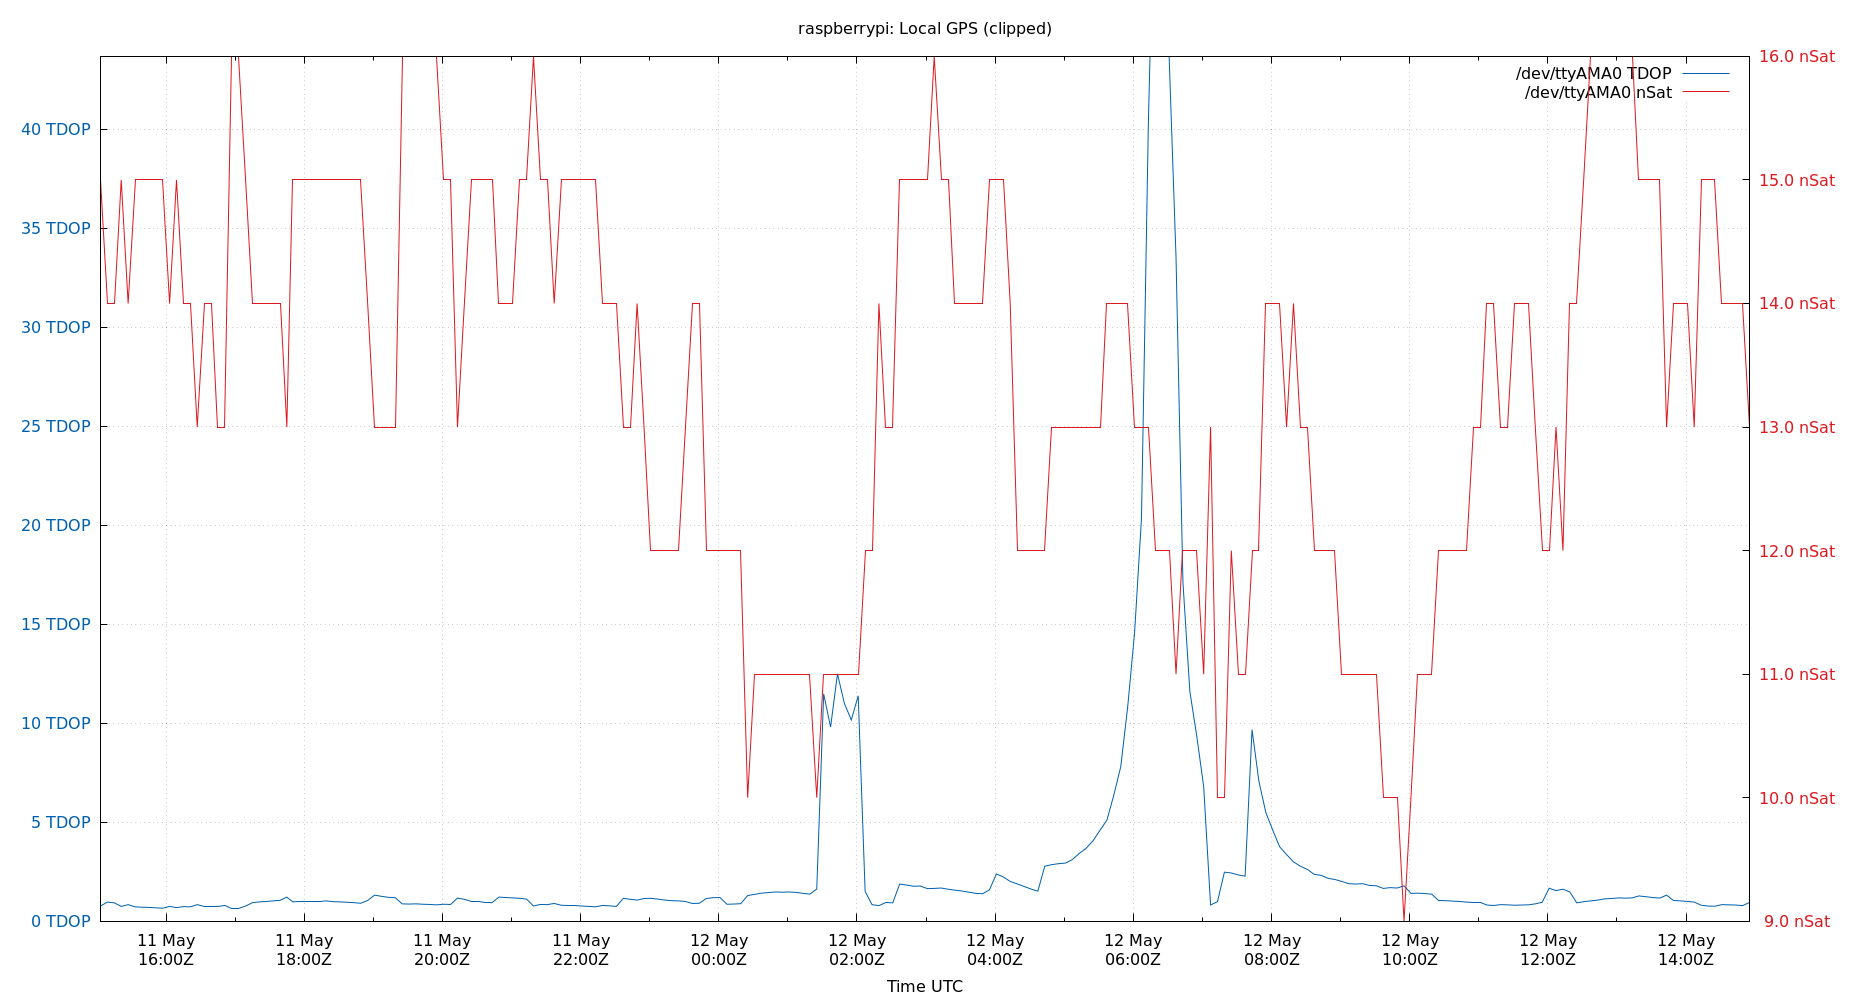 raspberrypi: Local GPS (clipped)
/dev/ttyAMA0 TDOP
/dev/ttyAMA0 nSat
40 TDOP
35 TDOP
30 TDOP
25 TDOP
20 TDOP
15 TDOP
10 TDOP
5 TDOP
0 TDOP
16.0 nSat
15.0 nSat
14.0 nSat
13.0 nSat
12.0 nSat
11.0 nSat
10.0 nSat
9.0 nSat
11 May
16:00Z
11 May
18:00Z
11 May
20:00Z
11 May
22:00Z
12 May
00:00Z
12 May
02:00Z
12 May
04:00Z
12 May
06:00Z
12 May
08:00Z
12 May
10:00Z
12 May
12:00Z
12 May
14:00Z
Time UTC